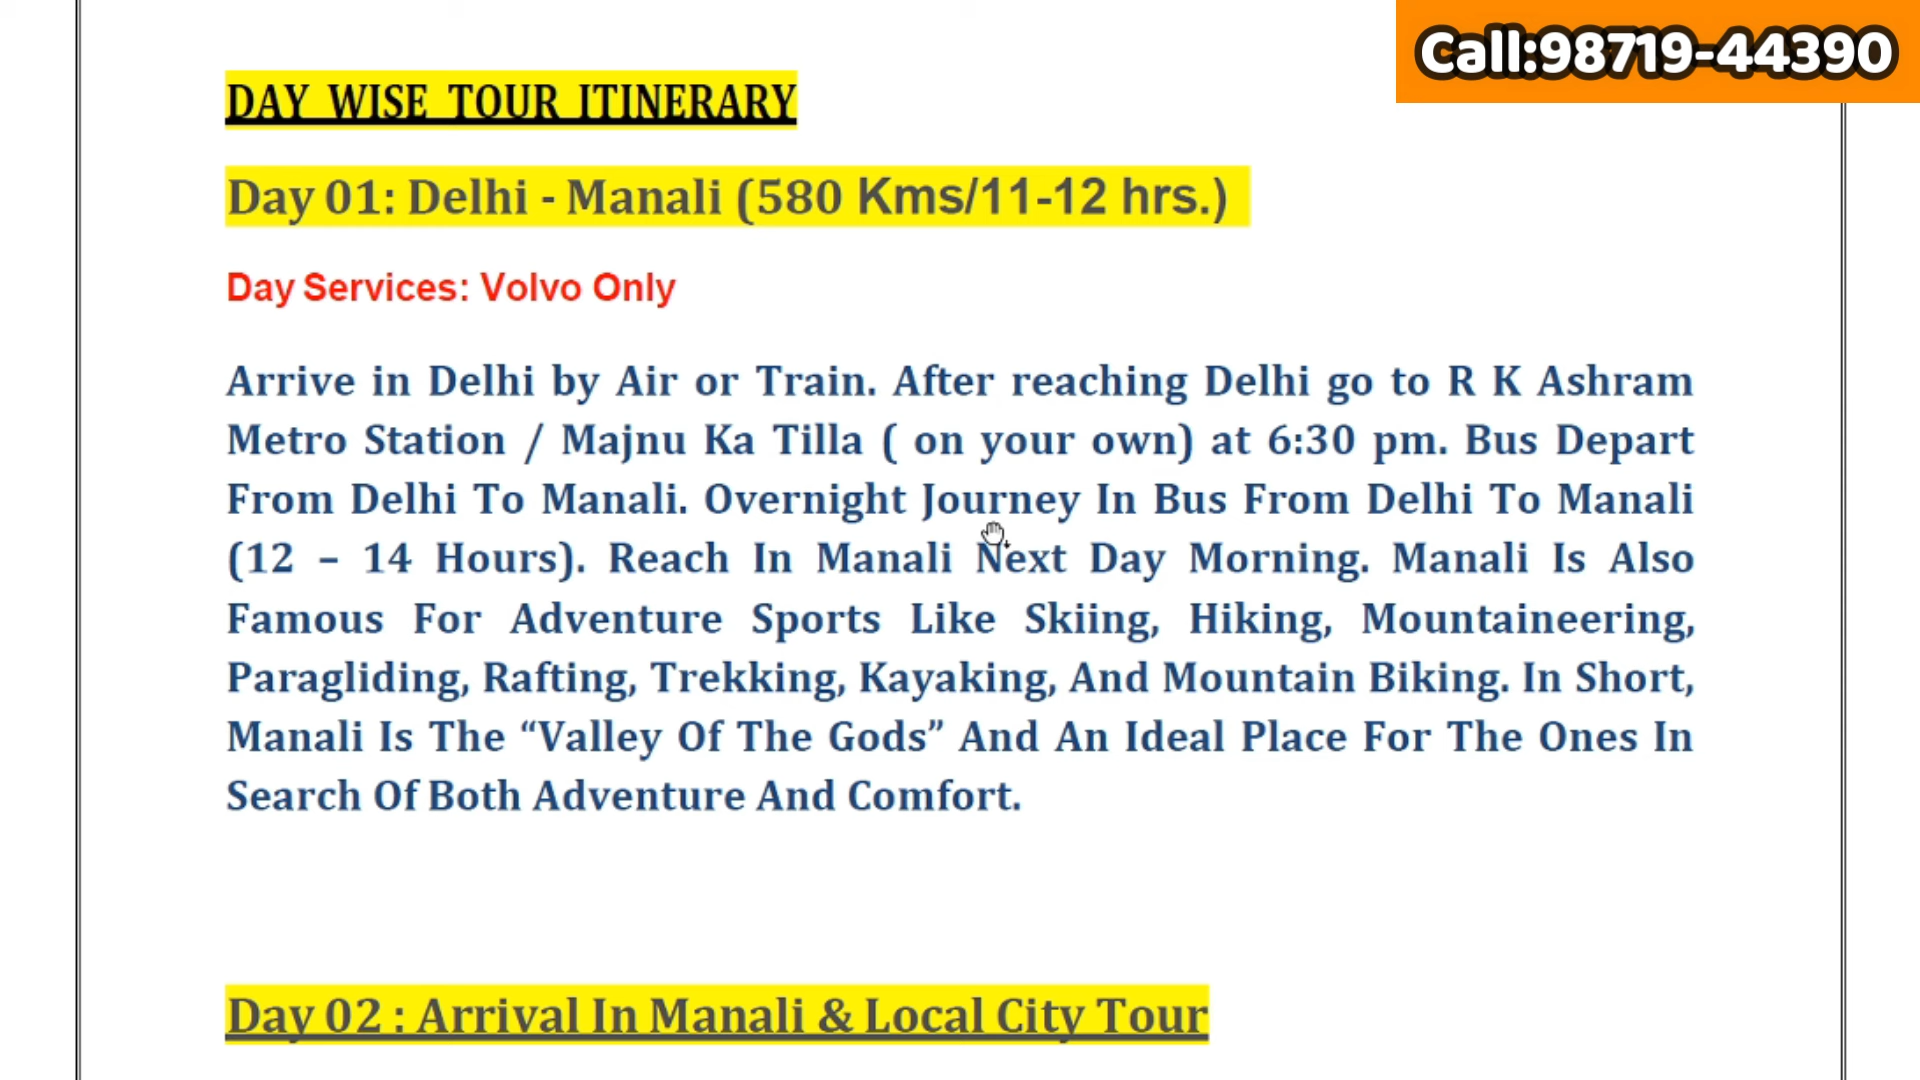 Call:98719-44390
DAY WISE TOUR ITINERARY
Day 01: Delhi - Manali (580 Kms/11-12 hrs.)
Day Services: Volvo Only
Arrive in Delhi by Air or Train. After reaching Delhi go to R K Ashram
Metro Station / Majnu Ka Tilla ( on your own) at 6:30 pm. Bus Depart
From Delhi To Manali. Overnight Journey In Bus From Delhi To Manali
(12 – 14 Hours). Reach In Manali Next Day Morning. Manali Is Also
Famous For Adventure Sports Like Skiing, Hiking, Mountaineering,
Paragliding, Rafting, Trekking, Kayaking, And Mountain Biking. In Short,
Manali Is The “Valley Of The Gods” And An Ideal Place For The Ones In
Search Of Both Adventure And Comfort.
Day 02 : Arrival In Manali & Local City Tour